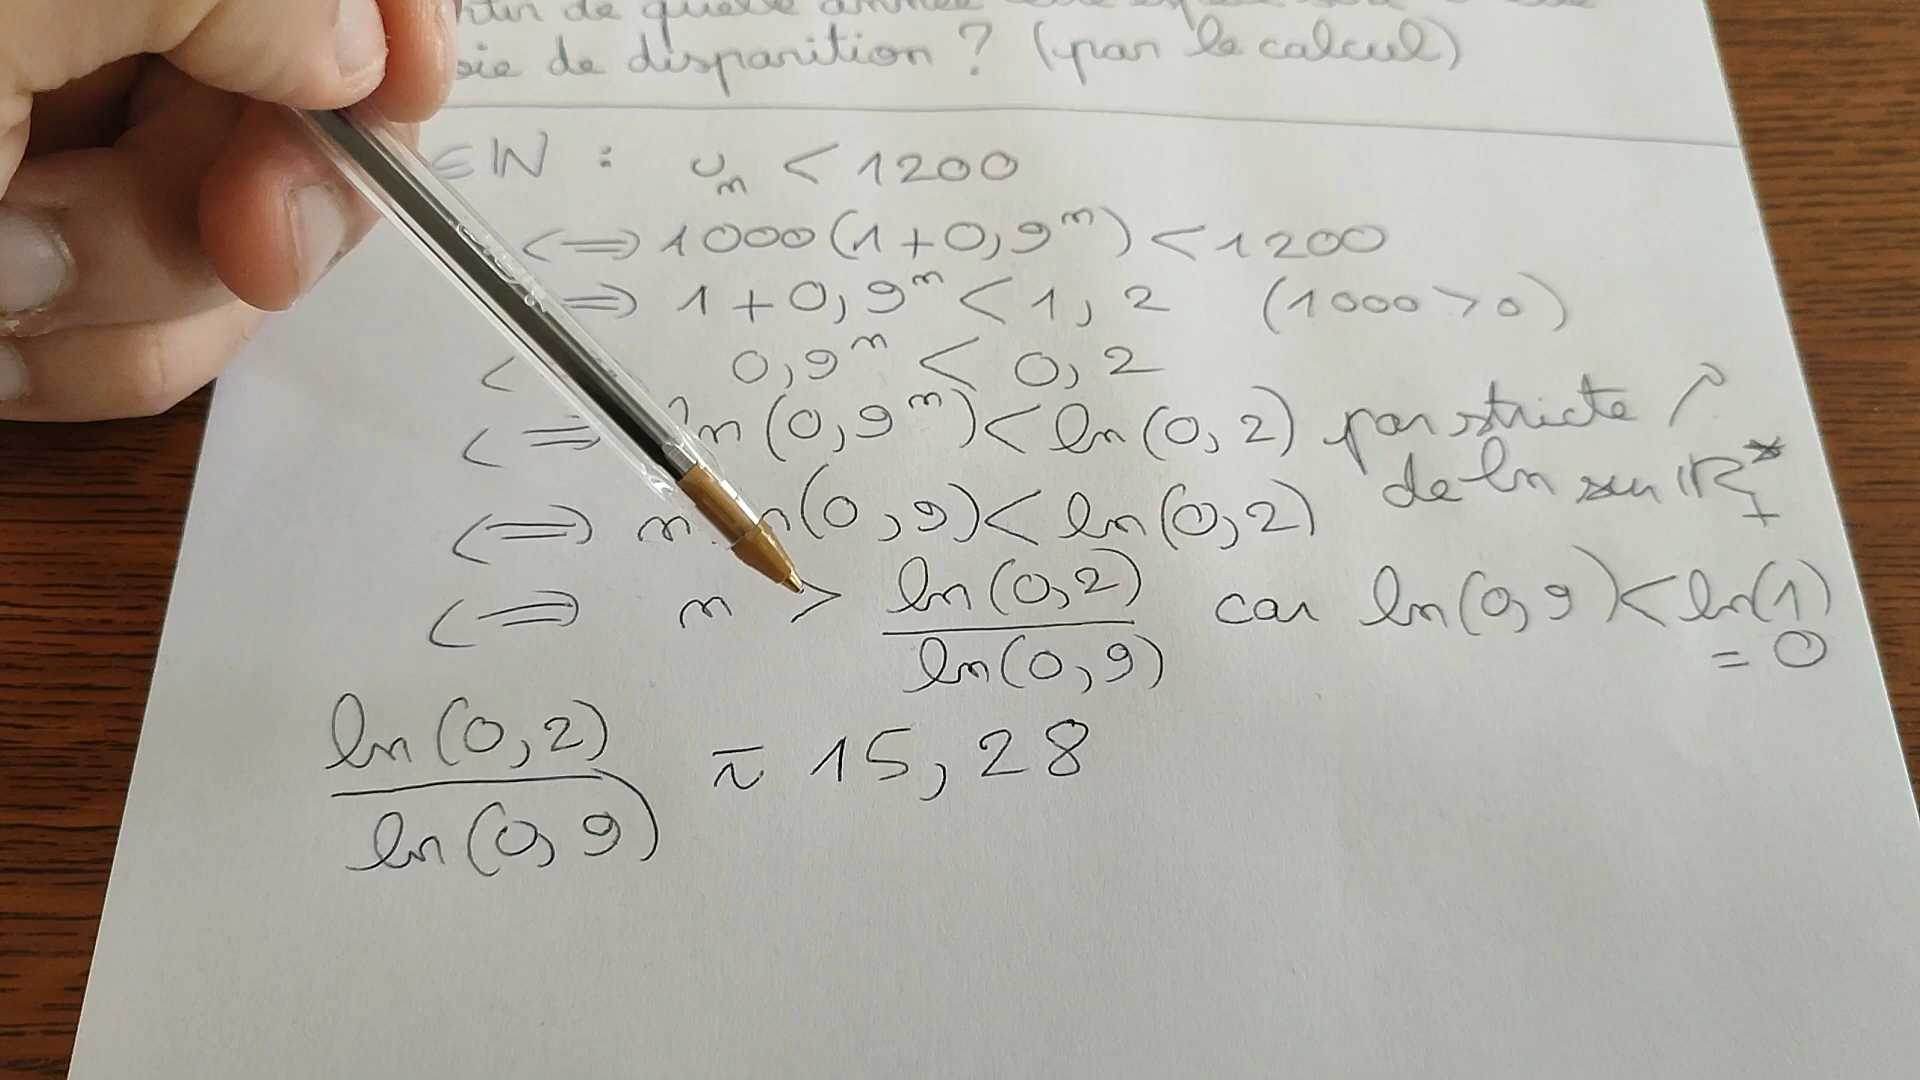 de quelle
de disparition ? (par le calcul)
∈ ℕ : uₙ < 1200
⟺ 1000(1+0,9ⁿ) < 1200
⟹ 1+0,9ⁿ < 1,2 (1000 > 0)
< 0,9ⁿ < 0,2
⟺ ln(0,9ⁿ) < ln(0,2) par stricte ↗
de ln sur ℝ₊*
⟺ n. n(0,9) < ln(0,2)
⟺ n > ln(0,2)/ln(0,9) car ln(0,9) < ln(1)
= 0
ln(0,2)/ln(0,9) ≈ 15,28